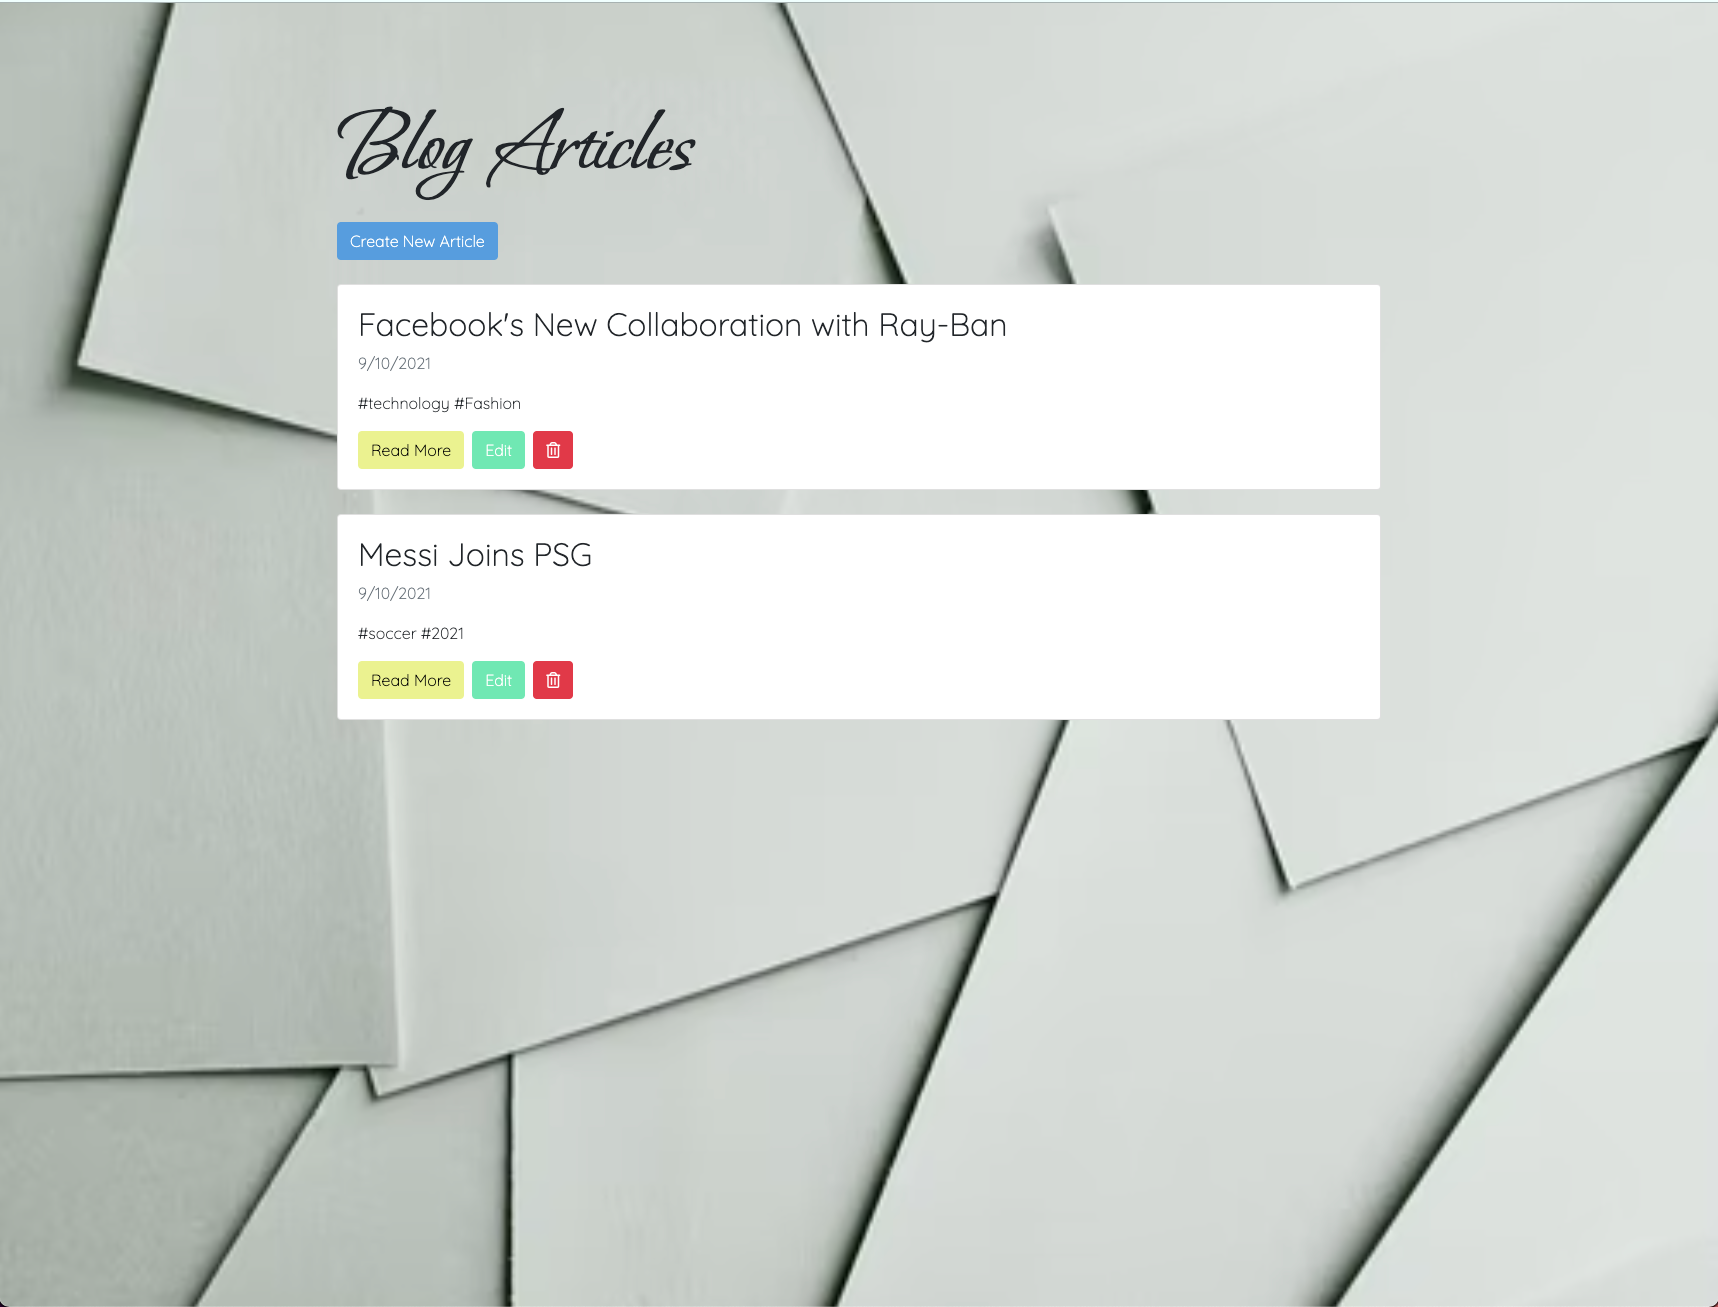 Blog Articles
Create New Article
Facebook's New Collaboration with Ray-Ban
9/10/2021
#technology #Fashion
Read More Edit
Messi Joins PSG
9/10/2021
#soccer #2021
Read More Edit